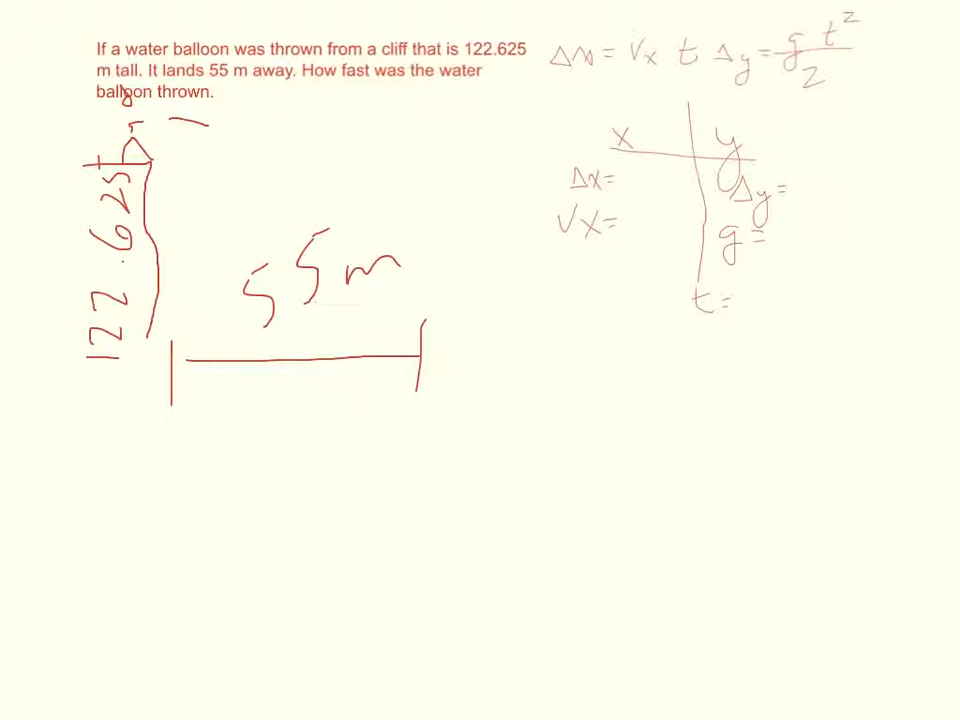 If a water balloon was thrown from a cliff that is 122.625
m tall. It lands 55 m away. How fast was the water
balloon thrown.
Δx = Vx t Δy = g t² / 2
x y
Δx= Δy=
Vx= g=
t=
122.625
55m